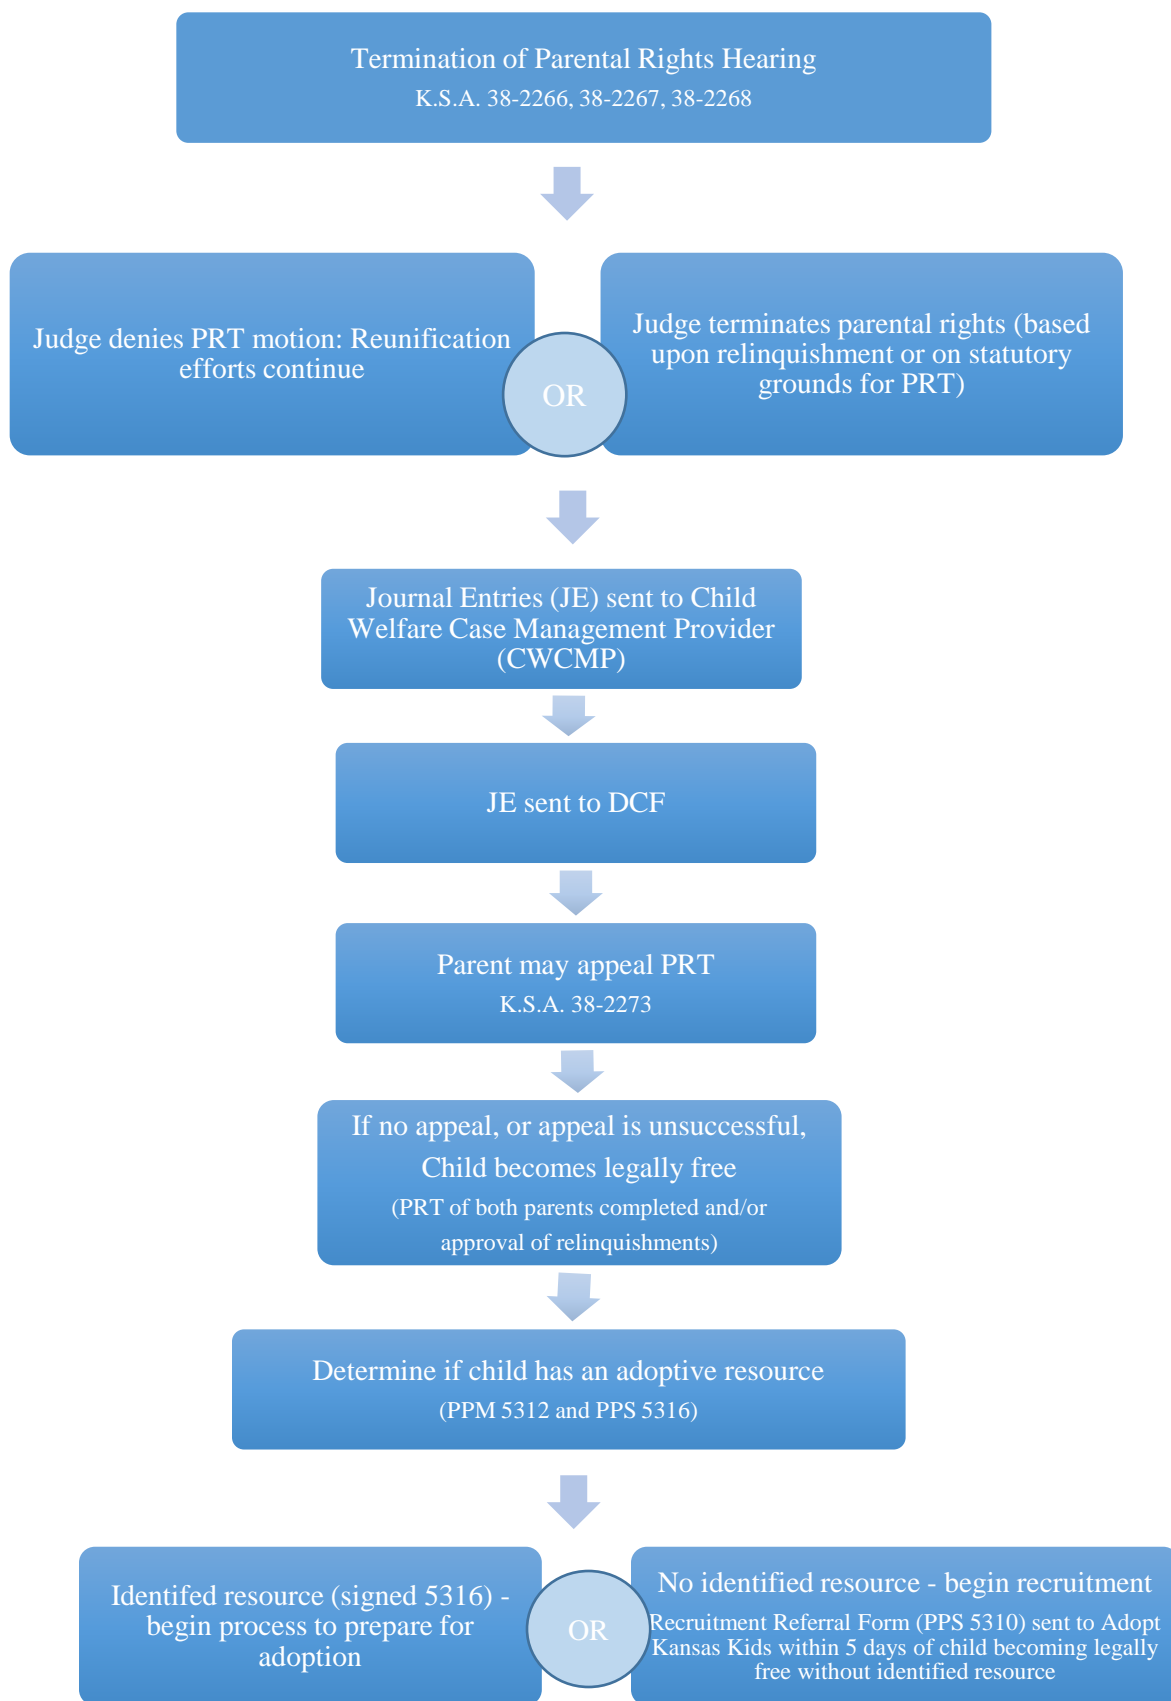 Termination of Parental Rights Hearing
K.S.A. 38-2266, 38-2267, 38-2268
Judge denies PRT motion: Reunification
efforts continue
OR
Judge terminates parental rights (based
upon relinquishment or on statutory
grounds for PRT)
Journal Entries (JE) sent to Child
Welfare Case Management Provider
(CWCMP)
JE sent to DCF
Parent may appeal PRT
K.S.A. 38-2273
If no appeal, or appeal is unsuccessful,
Child becomes legally free
(PRT of both parents completed and/or
approval of relinquishments)
Determine if child has an adoptive resource
(PPM 5312 and PPS 5316)
Identifed resource (signed 5316) -
begin process to prepare for
adoption
OR
No identified resource - begin recruitment
Recruitment Referral Form (PPS 5310) sent to Adopt
Kansas Kids within 5 days of child becoming legally
free without identified resource